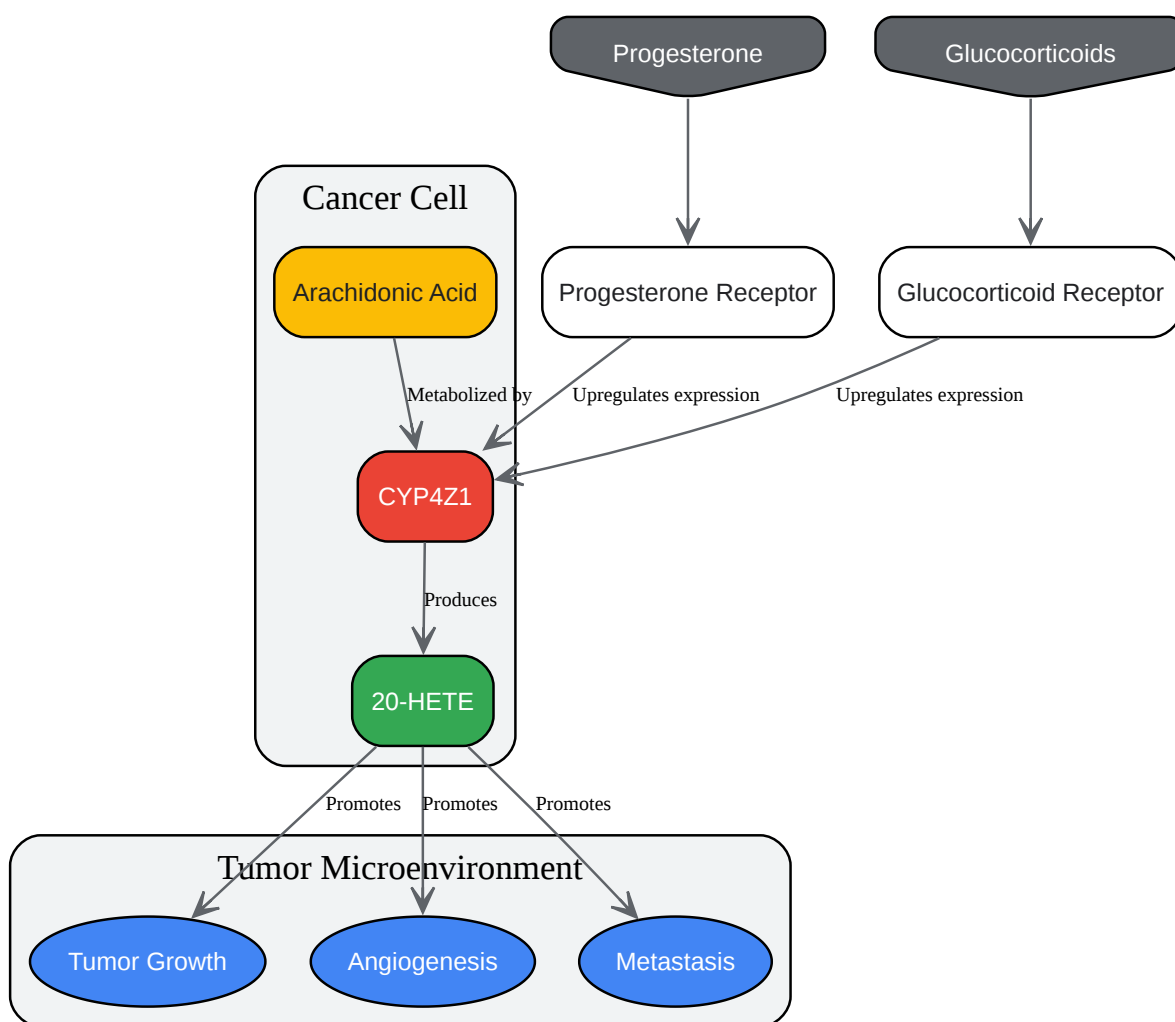 Progesterone
Glucocorticoids
Cancer Cell
Arachidonic Acid
Progesterone Receptor
Glucocorticoid Receptor
Metabolized by
Upregulates expression
Upregulates expression
CYP4Z1
Produces
20-HETE
Promotes
Promotes
Promotes
Tumor Microenvironment
Tumor Growth
Angiogenesis
Metastasis